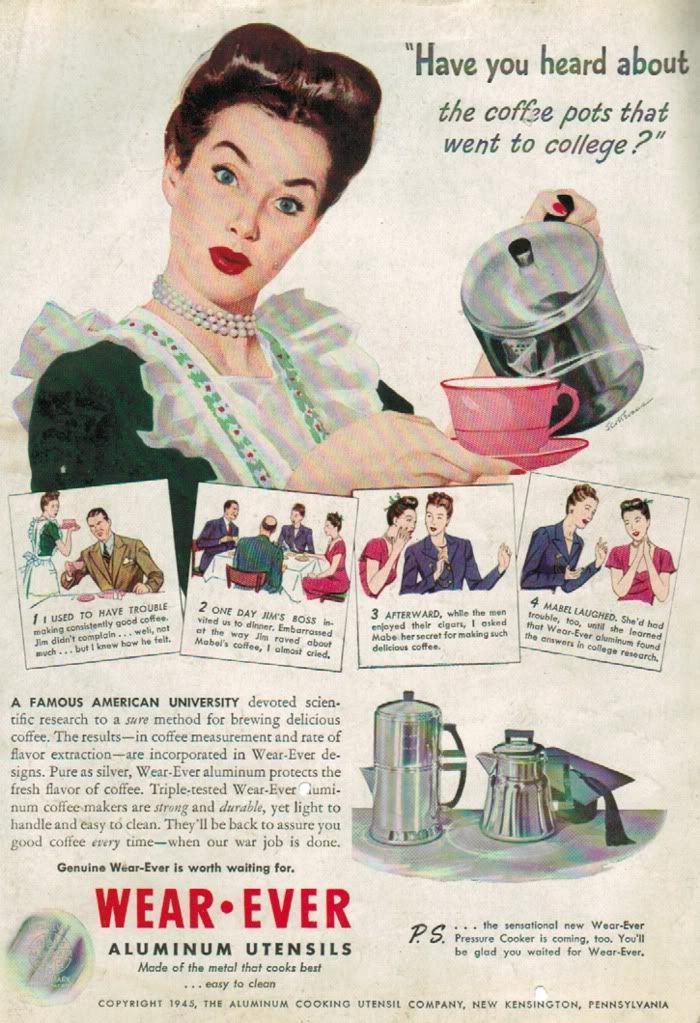 "Have you heard about
the coffee pots that
went to college?"
1 I USED TO HAVE TROUBLE
making consistently good coffee.
Jim didn't complain . . . well, not
much . . . but I knew how he felt.
2 ONE DAY JIM'S BOSS in-
vited us to dinner. Embarrassed
at the way Jim raved about
Mabel's coffee, I almost cried.
3 AFTERWARD, while the men
enjoyed their cigars, I asked
Mabel her secret for making such
delicious coffee.
4 MABEL LAUGHED. She'd had
trouble, too, until she learned
that Wear-Ever aluminum found
the answers in college research.
A FAMOUS AMERICAN UNIVERSITY devoted scien-
tific research to a sure method for brewing delicious
coffee. The results—in coffee measurement and rate of
flavor extraction—are incorporated in Wear-Ever de-
signs. Pure as silver, Wear-Ever aluminum protects the
fresh flavor of coffee. Triple-tested Wear-Ever alumi-
num coffee-makers are strong and durable, yet light to
handle and easy to clean. They'll be back to assure you
good coffee every time—when our war job is done.
Genuine Wear-Ever is worth waiting for.
WEAR•EVER
ALUMINUM UTENSILS
Made of the metal that cooks best
. . . easy to clean
P.S. . . . the sensational new Wear-Ever
Pressure Cooker is coming, too. You'll
be glad you waited for Wear-Ever.
COPYRIGHT 1945, THE ALUMINUM COOKING UTENSIL COMPANY, NEW KENSINGTON, PENNSYLVANIA